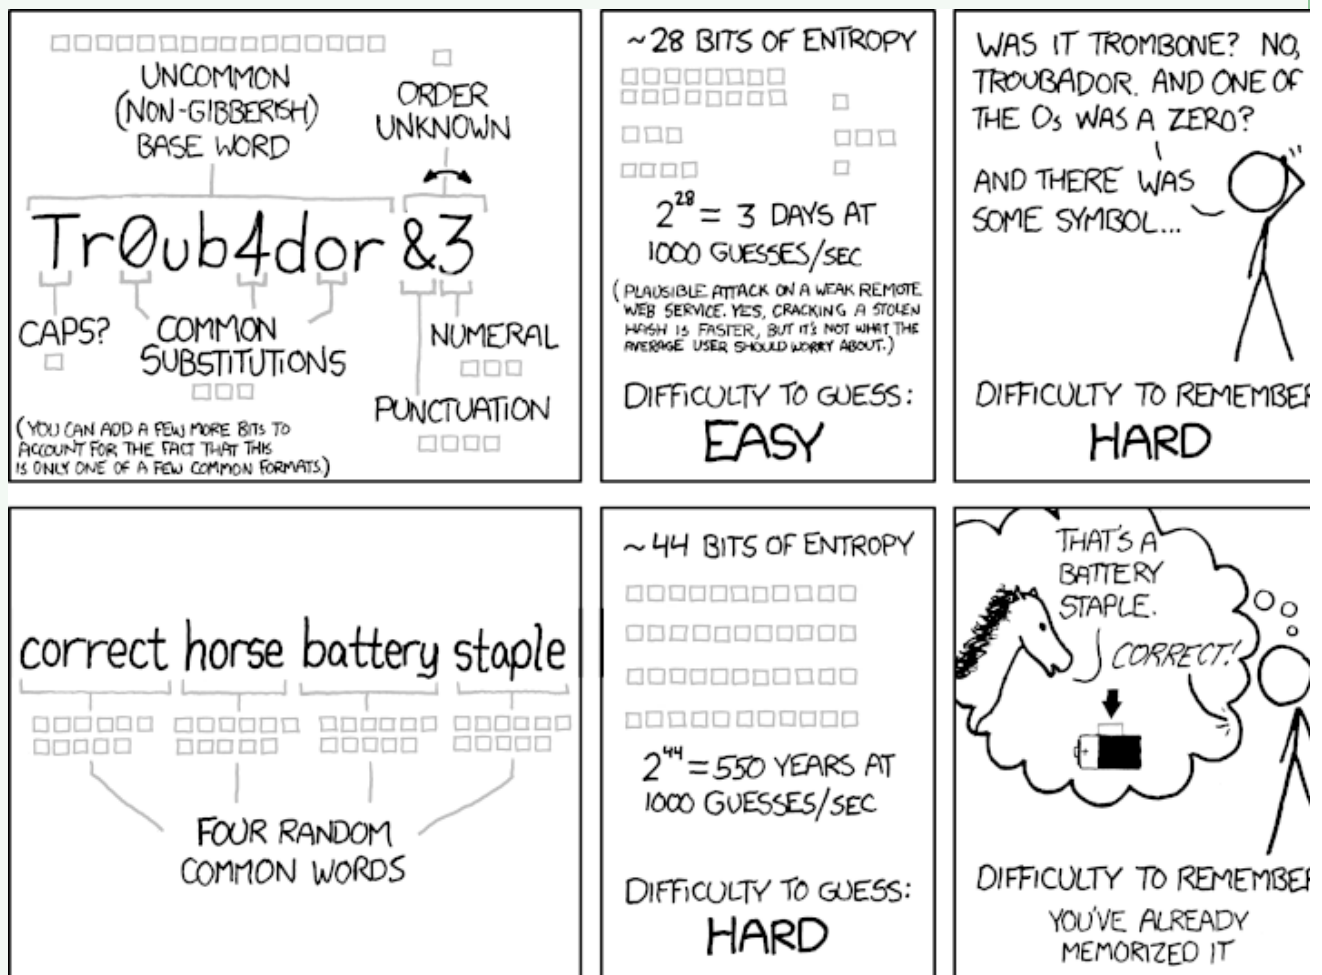 UNCOMMON
(NON-GIBBERISH)
BASE WORD
ORDER
UNKNOWN
Tr0ub4dor &3
CAPS?
COMMON
SUBSTITUTIONS
NUMERAL
PUNCTUATION
(YOU CAN ADD A FEW MORE BITS TO
ACCOUNT FOR THE FACT THAT THIS
IS ONLY ONE OF A FEW COMMON FORMATS.)
~28 BITS OF ENTROPY
2^28 = 3 DAYS AT
1000 GUESSES/SEC
(PLAUSIBLE ATTACK ON A WEAK REMOTE
WEB SERVICE. YES, CRACKING A STOLEN
HASH IS FASTER, BUT IT'S NOT WHAT THE
AVERAGE USER SHOULD WORRY ABOUT.)
DIFFICULTY TO GUESS:
EASY
WAS IT TROMBONE? NO,
TROUBADOR. AND ONE OF
THE Os WAS A ZERO?
AND THERE WAS
SOME SYMBOL...
DIFFICULTY TO REMEMBER
HARD
correct horse battery staple
FOUR RANDOM
COMMON WORDS
~44 BITS OF ENTROPY
2^44 = 550 YEARS AT
1000 GUESSES/SEC
DIFFICULTY TO GUESS:
HARD
THAT'S A
BATTERY
STAPLE.
CORRECT!
DIFFICULTY TO REMEMBER
YOU'VE ALREADY
MEMORIZED IT